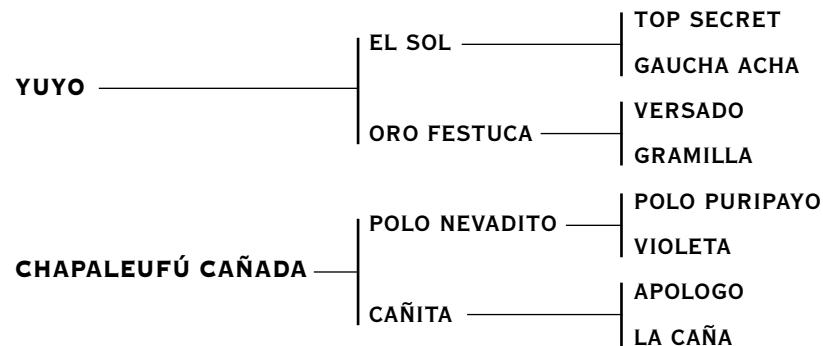 TOP SECRET
EL SOL
GAUCHA ACHA
YUYO
VERSADO
ORO FESTUCA
GRAMILLA
POLO PURIPAYO
POLO NEVADITO
VIOLETA
CHAPALEUFÚ CAÑADA
APOLOGO
CAÑITA
LA CAÑA